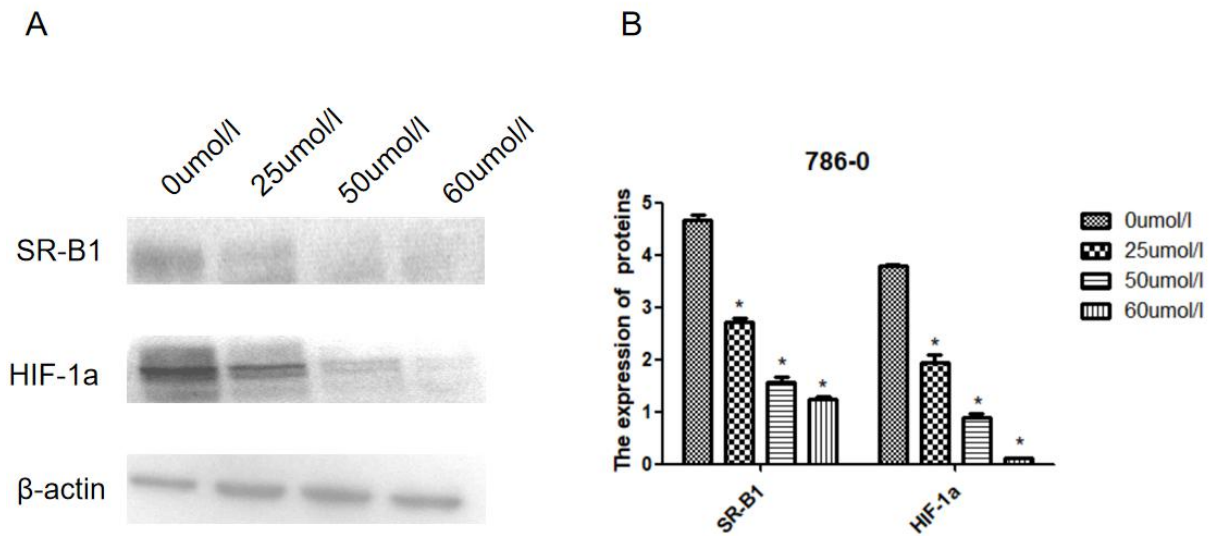 A
0umol/l
25umol/l
50umol/l
60umol/l
SR-B1
HIF-1a
β-actin
B
786-0
The expression of proteins
5
4
3
2
1
0
*
*
*
*
*
*
SR-B1
HIF-1a
0umol/l
25umol/l
50umol/l
60umol/l